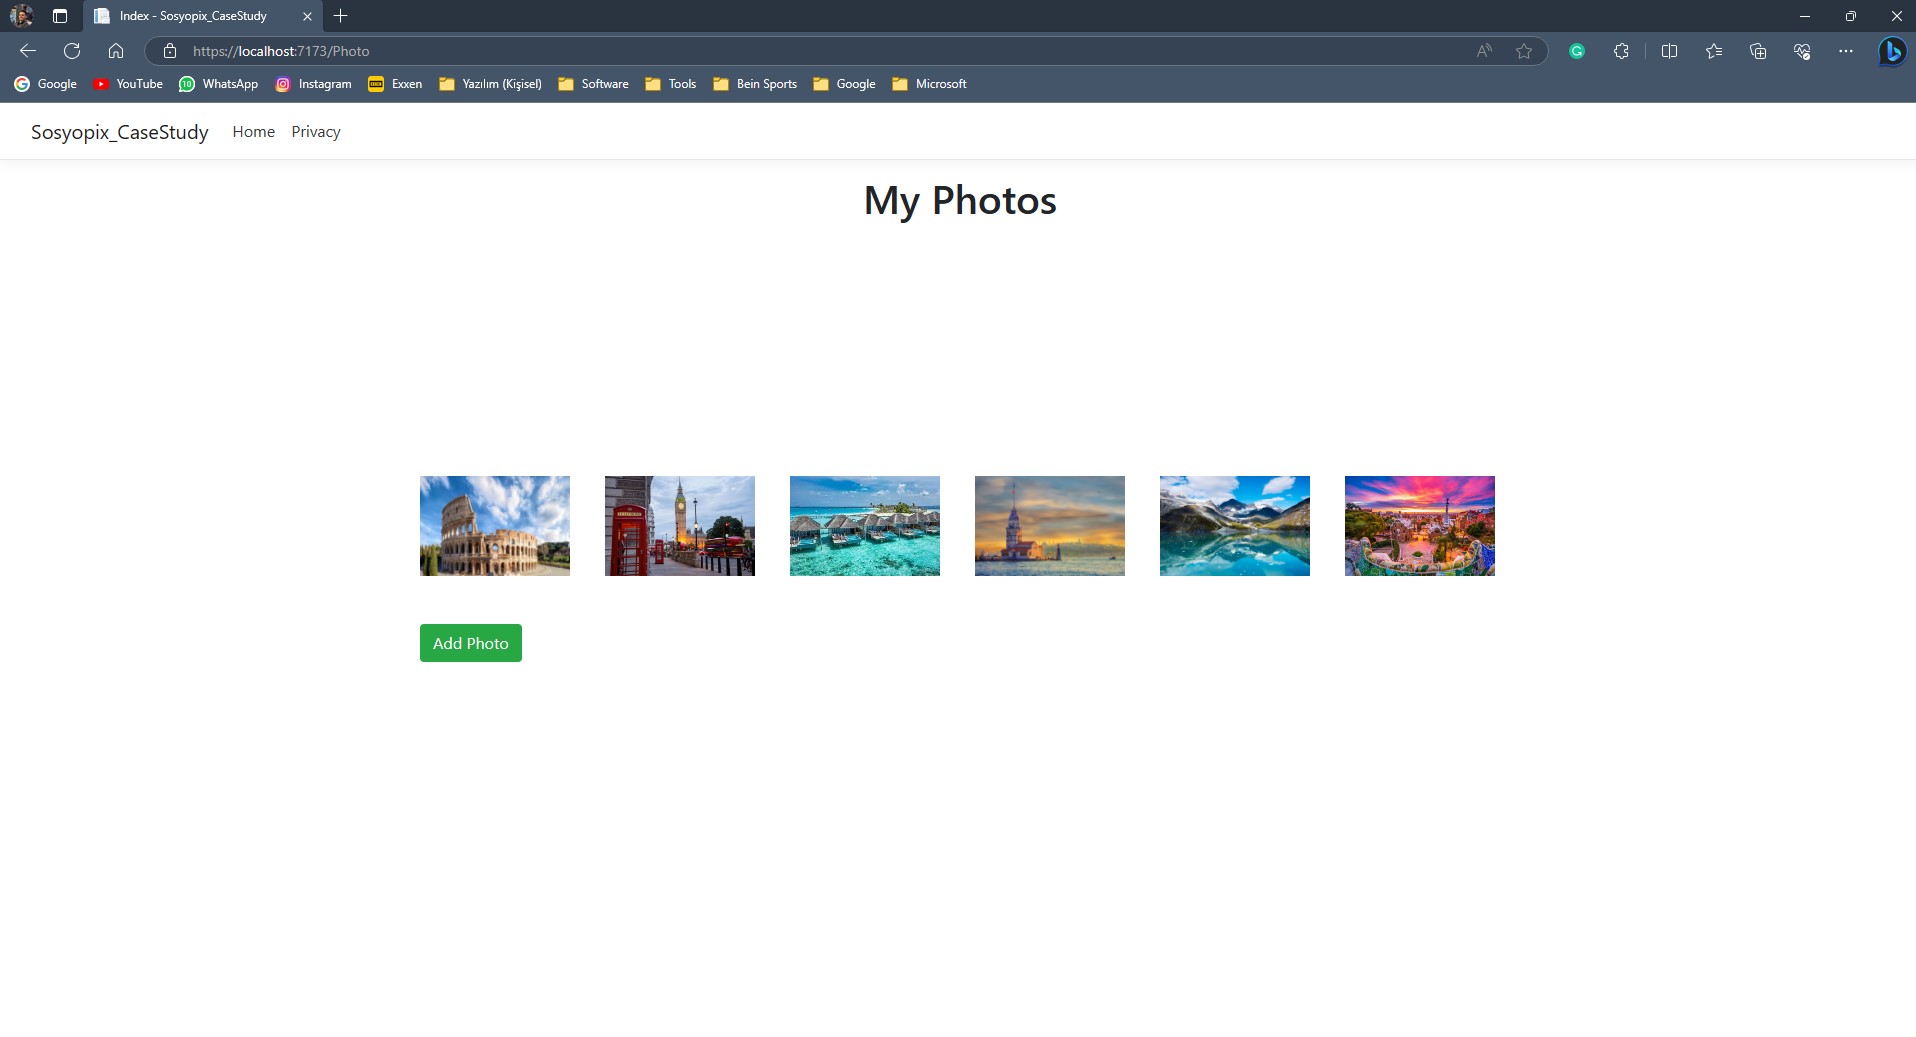 Index - Sosyopix_CaseStudy
https://localhost:7173/Photo
Google YouTube WhatsApp Instagram Exxen Yazılım (Kişisel) Software Tools Bein Sports Google Microsoft
Sosyopix_CaseStudy Home Privacy
My Photos
Add Photo